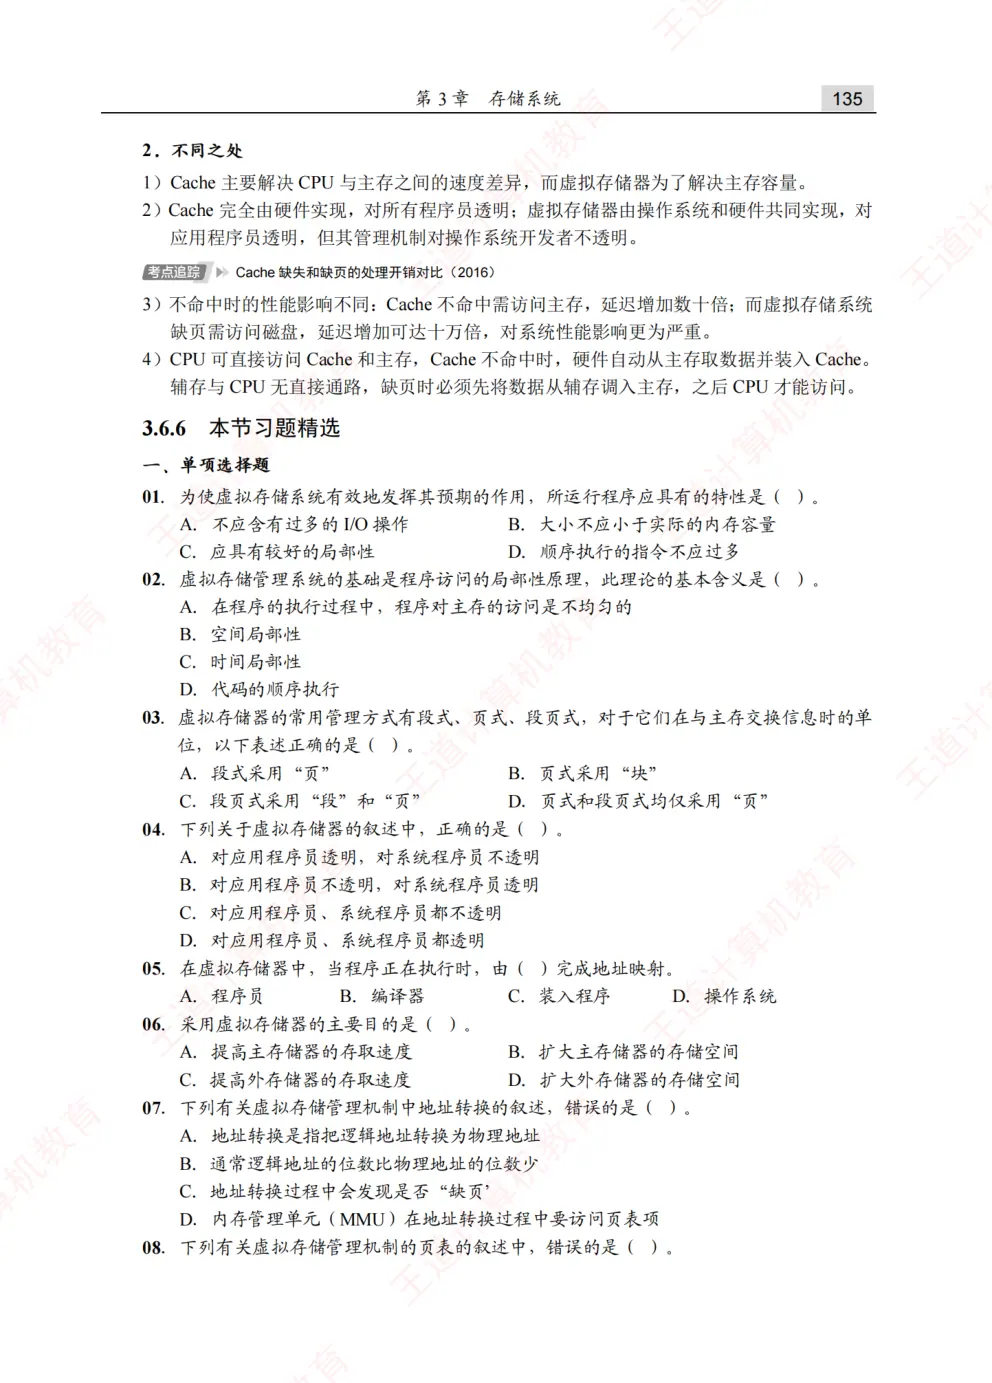 第 3 章 存储系统 135
2．不同之处
1）Cache 主要解决 CPU 与主存之间的速度差异，而虚拟存储器为了解决主存容量。
2）Cache 完全由硬件实现，对所有程序员透明；虚拟存储器由操作系统和硬件共同实现，对
应用程序员透明，但其管理机制对操作系统开发者不透明。
考点追踪 Cache 缺失和缺页的处理开销对比（2016）
3）不命中时的性能影响不同：Cache 不命中需访问主存，延迟增加数十倍；而虚拟存储系统
缺页需访问磁盘，延迟增加可达十万倍，对系统性能影响更为严重。
4）CPU 可直接访问 Cache 和主存，Cache 不命中时，硬件自动从主存取数据并装入 Cache。
辅存与 CPU 无直接通路，缺页时必须先将数据从辅存调入主存，之后 CPU 才能访问。
3.6.6 本节习题精选
一、单项选择题
01. 为使虚拟存储系统有效地发挥其预期的作用，所运行程序应具有的特性是（ ）。
A．不应含有过多的 I/O 操作 B．大小不应小于实际的内存容量
C．应具有较好的局部性 D．顺序执行的指令不应过多
02. 虚拟存储管理系统的基础是程序访问的局部性原理，此理论的基本含义是（ ）。
A．在程序的执行过程中，程序对主存的访问是不均匀的
B．空间局部性
C．时间局部性
D．代码的顺序执行
03. 虚拟存储器的常用管理方式有段式、页式、段页式，对于它们在与主存交换信息时的单
位，以下表述正确的是（ ）。
A．段式采用“页” B．页式采用“块”
C．段页式采用“段”和“页” D．页式和段页式均仅采用“页”
04. 下列关于虚拟存储器的叙述中，正确的是（ ）。
A．对应用程序员透明，对系统程序员不透明
B．对应用程序员不透明，对系统程序员透明
C．对应用程序员、系统程序员都不透明
D．对应用程序员、系统程序员都透明
05. 在虚拟存储器中，当程序正在执行时，由（ ）完成地址映射。
A．程序员 B．编译器 C．装入程序 D．操作系统
06. 采用虚拟存储器的主要目的是（ ）。
A．提高主存储器的存取速度 B．扩大主存储器的存储空间
C．提高外存储器的存取速度 D．扩大外存储器的存储空间
07. 下列有关虚拟存储管理机制中地址转换的叙述，错误的是（ ）。
A．地址转换是指把逻辑地址转换为物理地址
B．通常逻辑地址的位数比物理地址的位数少
C．地址转换过程中会发现是否“缺页’
D．内存管理单元（MMU）在地址转换过程中要访问页表项
08. 下列有关虚拟存储管理机制的页表的叙述中，错误的是（ ）。